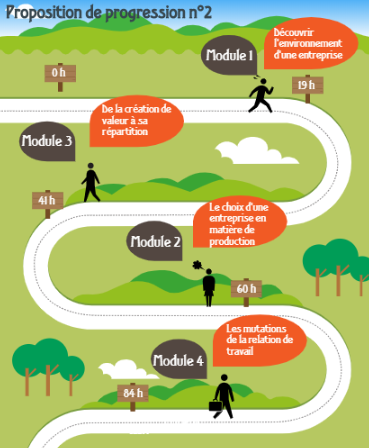 Proposition de progression n°2
Découvrir
l'environnement
d'une entreprise
Module 1
0 h
19 h
De la création de
valeur à sa
répartition
Module 3
41 h
Le choix d'une
entreprise en
matière de
production
Module 2
60 h
Les mutations
de la relation de
travail
Module 4
84 h